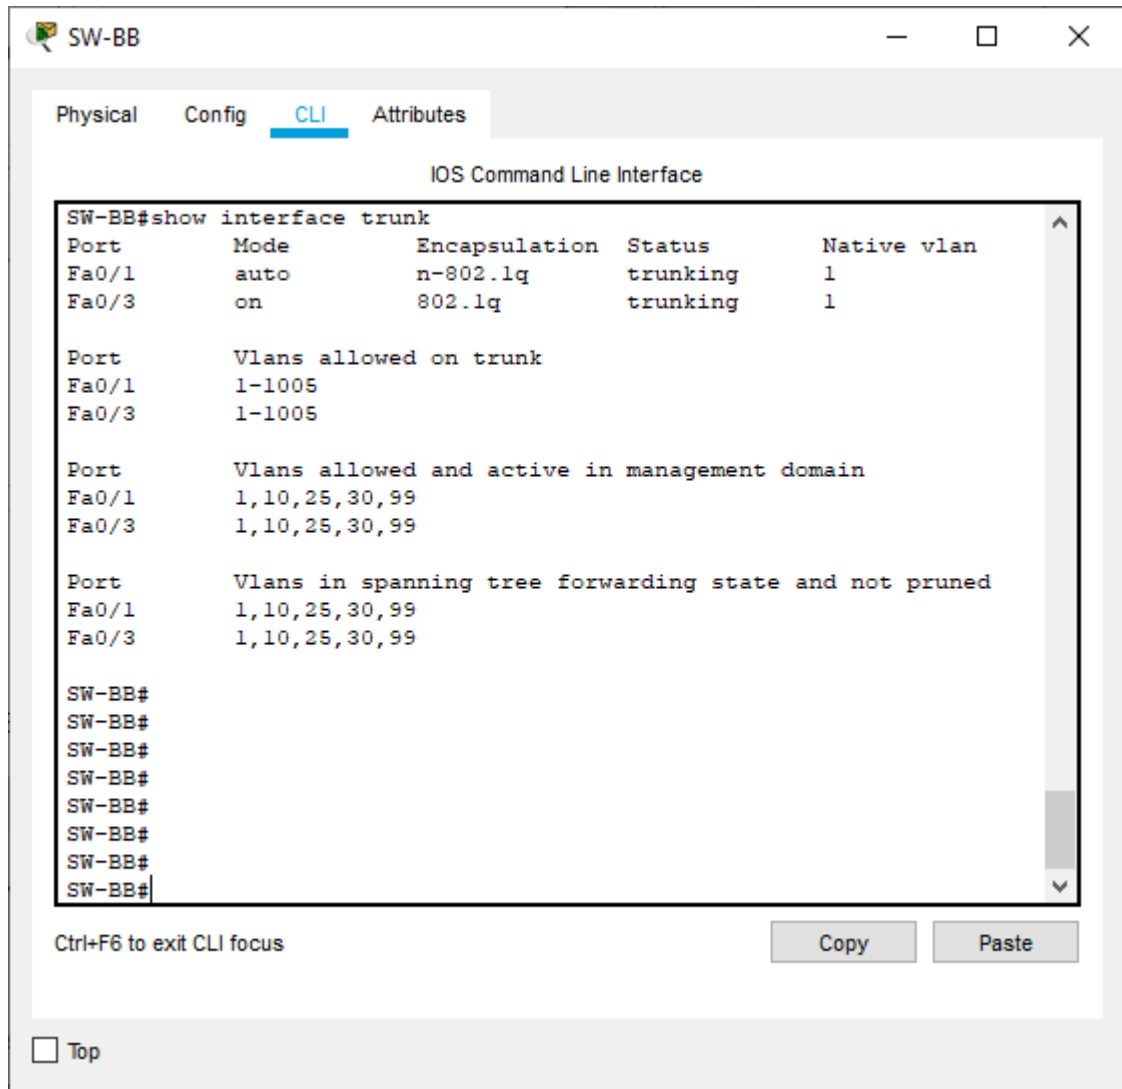 SW-BB
Physical Config CLI Attributes
IOS Command Line Interface
SW-BB#show interface trunk
Port Mode Encapsulation Status Native vlan
Fa0/1 auto n-802.1q trunking 1
Fa0/3 on 802.1q trunking 1
Port Vlans allowed on trunk
Fa0/1 1-1005
Fa0/3 1-1005
Port Vlans allowed and active in management domain
Fa0/1 1,10,25,30,99
Fa0/3 1,10,25,30,99
Port Vlans in spanning tree forwarding state and not pruned
Fa0/1 1,10,25,30,99
Fa0/3 1,10,25,30,99
SW-BB#
SW-BB#
SW-BB#
SW-BB#
SW-BB#
SW-BB#
SW-BB#
SW-BB#
Ctrl+F6 to exit CLI focus Copy Paste
Top